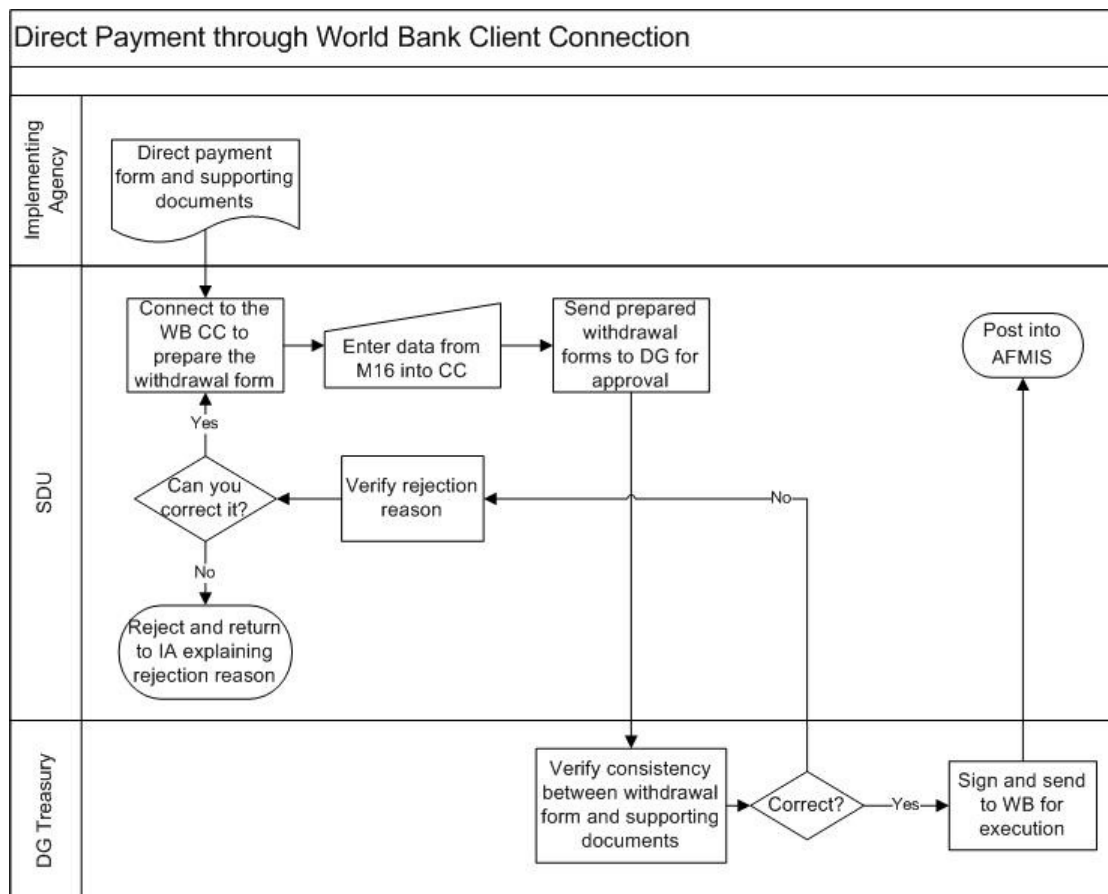 Direct Payment through World Bank Client Connection
Implementing
Agency
Direct payment
form and supporting
documents
SDU
Connect to the
WB CC to
prepare the
withdrawal form
Enter data from
M16 into CC
Send prepared
withdrawal
forms to DG for
approval
Post into
AFMIS
Yes
Can you
correct it?
Verify rejection
reason
No
No
Reject and return
to IA explaining
rejection reason
DG Treasury
Verify consistency
between withdrawal
form and supporting
documents
Correct?
Yes
Sign and send
to WB for
execution